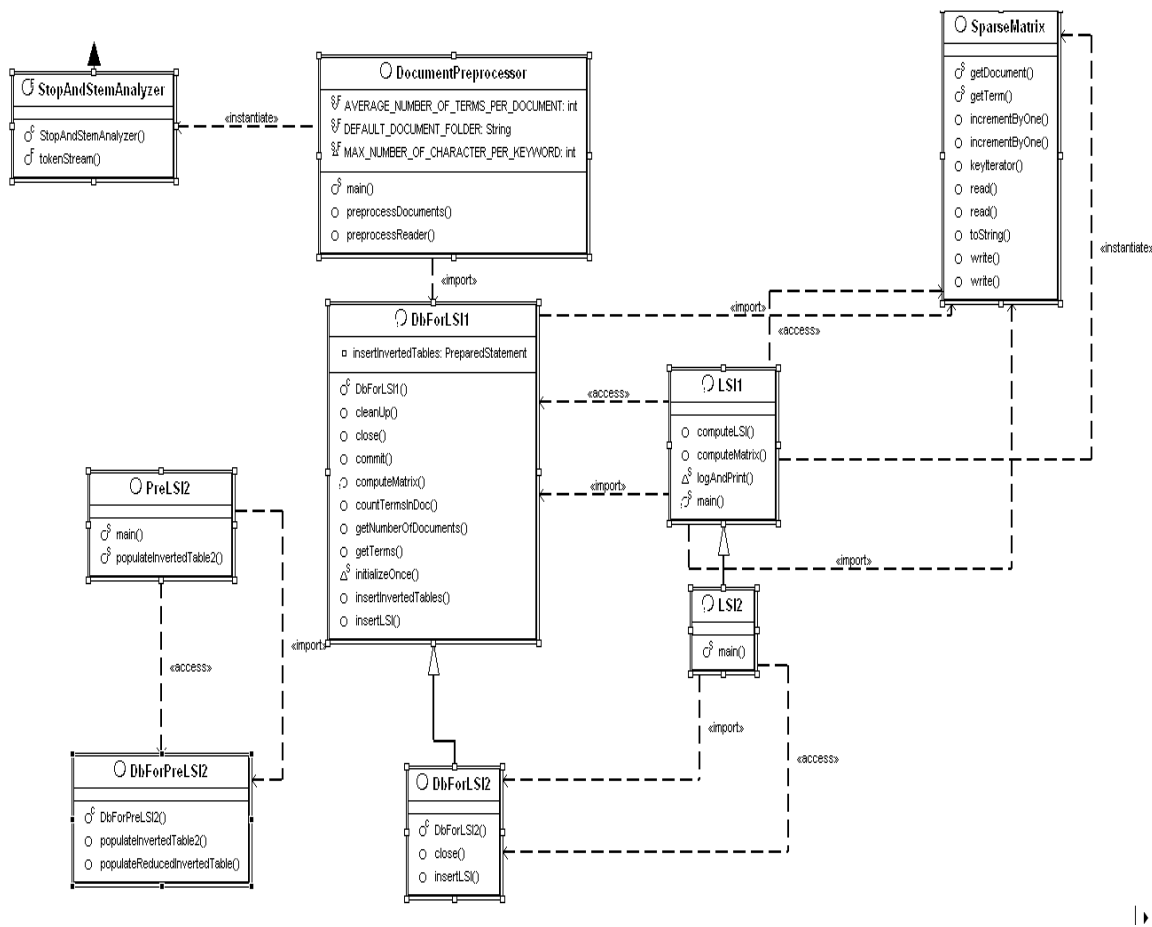 StopAndStemAnalyzer
StopAndStemAnalyzer()
tokenStream()
«instantiate»
DocumentPreprocessor
AVERAGE_NUMBER_OF_TERMS_PER_DOCUMENT: int
DEFAULT_DOCUMENT_FOLDER: String
MAX_NUMBER_OF_CHARACTER_PER_KEYWORD: int
main()
preprocessDocuments()
preprocessReader()
«import»
SparseMatrix
getDocument()
getTerm()
incrementByOne()
incrementByOne()
keyIterator()
read()
read()
toString()
write()
write()
«instantiate»
«import»
«access»
DbForLSI1
insertInvertedTables: PreparedStatement
DbForLSI1()
cleanUp()
close()
commit()
computeMatrix()
countTermsInDoc()
getNumberOfDocuments()
getTerms()
initializeOnce()
insertInvertedTables()
insertLSI()
«access»
«import»
LSI1
computeLSI()
computeMatrix()
logAndPrint()
main()
«import»
PreLSI2
main()
populateInvertedTable2()
«import»
«access»
LSI2
main()
«import»
«access»
DbForPreLSI2
DbForPreLSI2()
populateInvertedTable2()
populateReducedInvertedTable()
DbForLSI2
DbForLSI2()
close()
insertLSI()